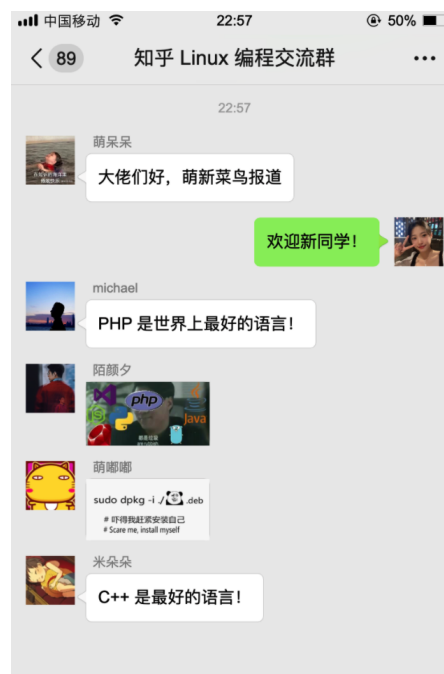 中国移动 22:57 50%
89 知乎 Linux 编程交流群 ...
22:57
萌呆呆
大佬们好，萌新菜鸟报道
欢迎新同学！
michael
PHP 是世界上最好的语言！
陌颜夕
php
Java
萌嘟嘟
sudo dpkg -i ./ .deb
# 吓得我赶紧安装自己
# Scare me, install myself
米朵朵
C++ 是最好的语言！